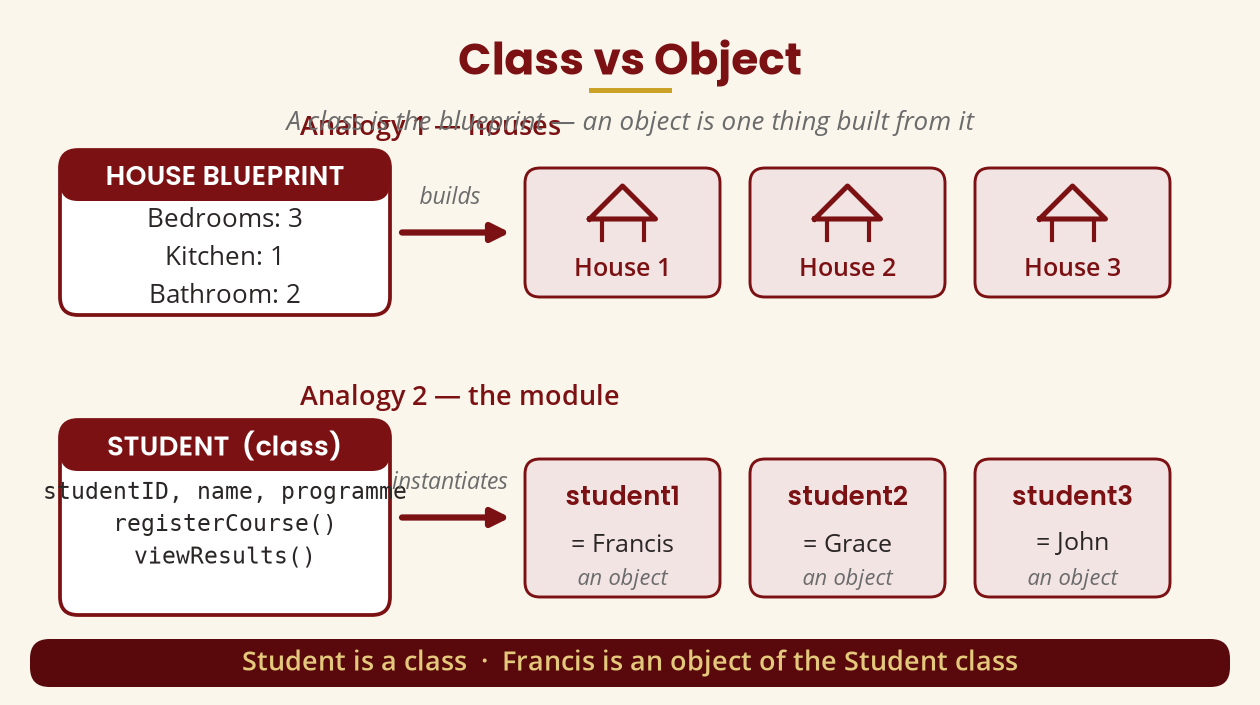 Class vs Object
A class is the blueprint — an object is one thing built from it
Analogy 1 — houses
HOUSE BLUEPRINT
Bedrooms: 3
Kitchen: 1
Bathroom: 2
builds
House 1
House 2
House 3
Analogy 2 — the module
STUDENT (class)
studentID, name, programme
registerCourse()
viewResults()
instantiates
student1
= Francis
an object
student2
= Grace
an object
student3
= John
an object
Student is a class · Francis is an object of the Student class